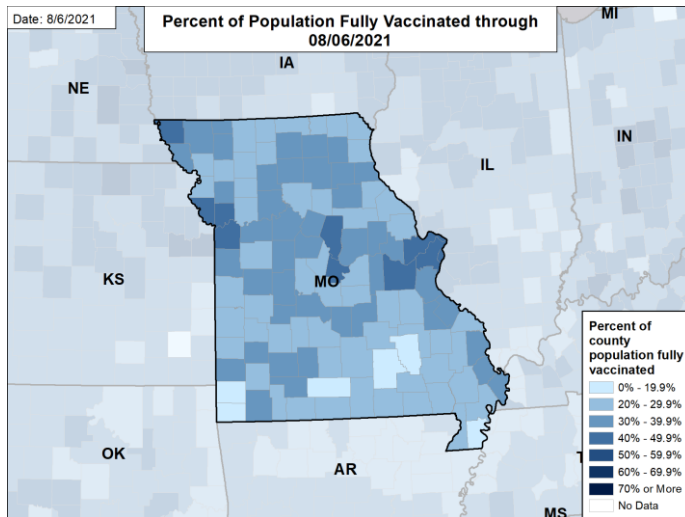 Date: 8/6/2021
Percent of Population Fully Vaccinated through
08/06/2021
MI
IA
NE
IN
IL
KS
MO
OK
AR
MS
Percent of
county
population fully
vaccinated
0% - 19.9%
20% - 29.9%
30% - 39.9%
40% - 49.9%
50% - 59.9%
60% - 69.9%
70% or More
No Data